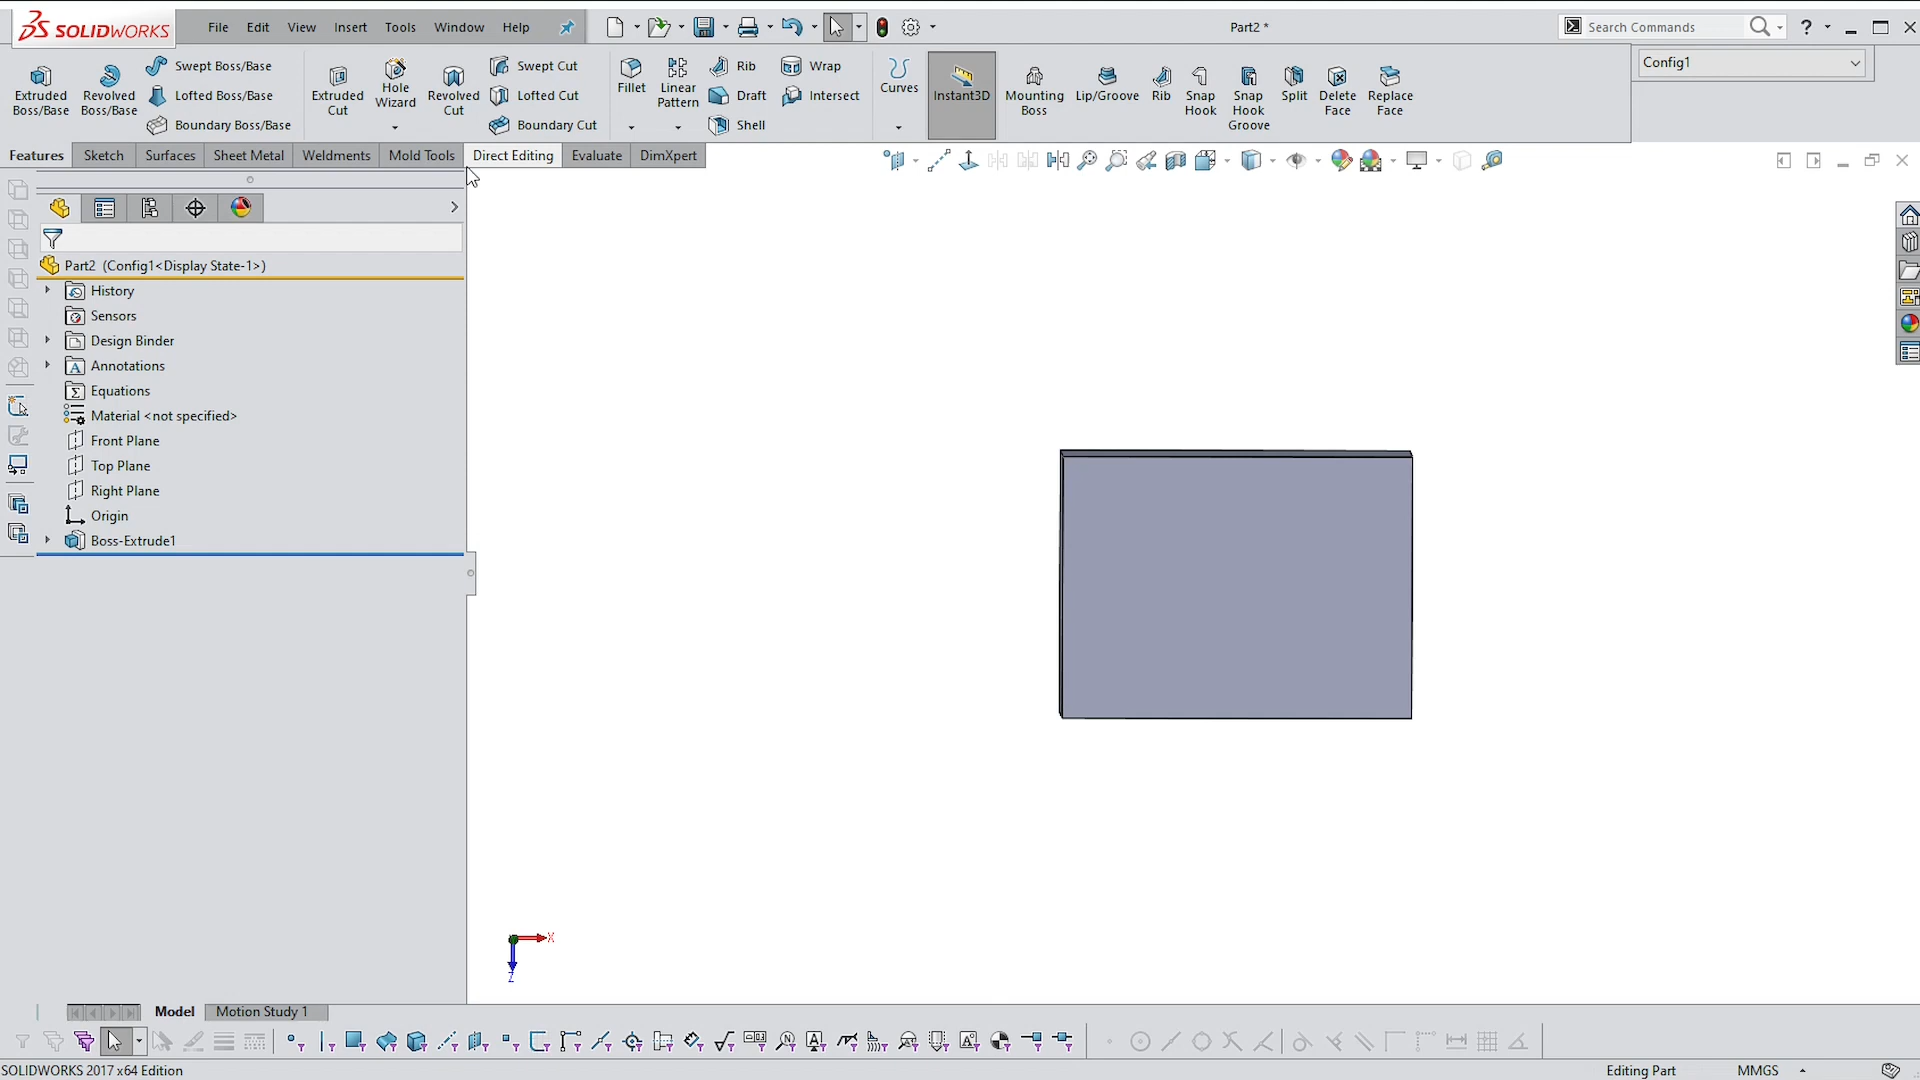 SOLIDWORKS
File Edit View Insert Tools Window Help
Part2 *
Search Commands
?
Extruded Boss/Base
Revolved Boss/Base
Swept Boss/Base
Lofted Boss/Base
Boundary Boss/Base
Extruded Cut
Hole Wizard
Revolved Cut
Swept Cut
Lofted Cut
Boundary Cut
Fillet
Linear Pattern
Rib
Draft
Shell
Wrap
Intersect
Curves
Instant3D
Mounting Boss
Lip/Groove
Rib
Snap Hook
Snap Hook Groove
Split
Delete Face
Replace Face
Config1
Features Sketch Surfaces Sheet Metal Weldments Mold Tools Direct Editing Evaluate DimXpert
Part2 (Config1<Display State-1>)
History
Sensors
Design Binder
Annotations
Equations
Material <not specified>
Front Plane
Top Plane
Right Plane
Origin
Boss-Extrude1
X
Z
Model Motion Study 1
SOLIDWORKS 2017 x64 Edition
Editing Part
MMGS